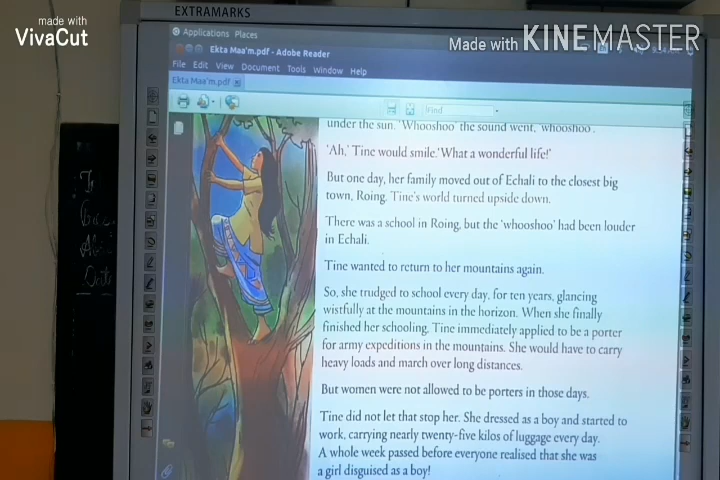 made with
VivaCut
EXTRAMARKS
Made with KINEMASTER
Applications Places
Ekta Maa'm.pdf - Adobe Reader
File Edit View Document Tools Window Help
Ekta Maa'm.pdf
Find
under the sun. 'Whooshoo' the sound went, 'whooshoo'.
'Ah,' Tine would smile. 'What a wonderful life!'
But one day, her family moved out of Echali to the closest big
town, Roing. Tine's world turned upside down.
There was a school in Roing, but the 'whooshoo' had been louder
in Echali.
Tine wanted to return to her mountains again.
So, she trudged to school every day, for ten years, glancing
wistfully at the mountains in the horizon. When she finally
finished her schooling, Tine immediately applied to be a porter
for army expeditions in the mountains. She would have to carry
heavy loads and march over long distances.
But women were not allowed to be porters in those days.
Tine did not let that stop her. She dressed as a boy and started to
work, carrying nearly twenty-five kilos of luggage every day.
A whole week passed before everyone realised that she was
a girl disguised as a boy!